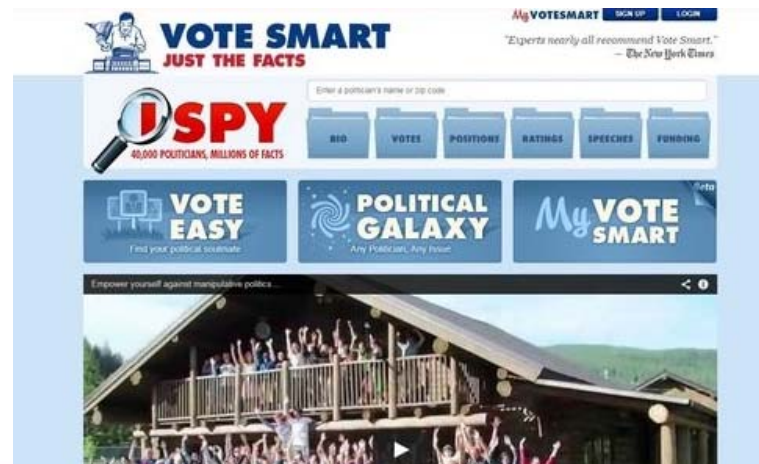 My VOTESMART SIGN UP LOGIN
VOTE SMART
JUST THE FACTS
"Experts nearly all recommend Vote Smart."
— The New York Times
Enter a politician's name or zip code
I SPY
40,000 POLITICIANS, MILLIONS OF FACTS
BIO VOTES POSITIONS RATINGS SPEECHES FUNDING
VOTE
EASY
Find your political soulmate
POLITICAL
GALAXY
Any Politician, Any Issue
Beta
My VOTE
SMART
Empower yourself against manipulative politics...